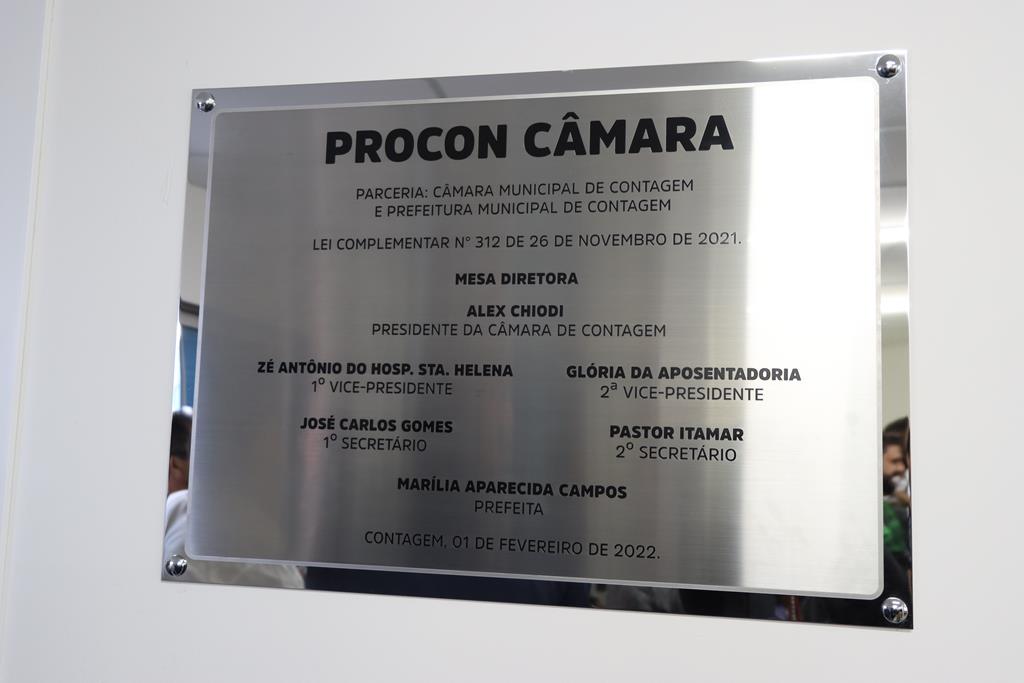 PROCON CÂMARA
PARCERIA: CÂMARA MUNICIPAL DE CONTAGEM
E PREFEITURA MUNICIPAL DE CONTAGEM
LEI COMPLEMENTAR Nº 312 DE 26 DE NOVEMBRO DE 2021.
MESA DIRETORA
ALEX CHIODI
PRESIDENTE DA CÂMARA DE CONTAGEM
ZÉ ANTÔNIO DO HOSP. STA. HELENA
1º VICE-PRESIDENTE
GLÓRIA DA APOSENTADORIA
2ª VICE-PRESIDENTE
JOSÉ CARLOS GOMES
1º SECRETÁRIO
PASTOR ITAMAR
2º SECRETÁRIO
MARÍLIA APARECIDA CAMPOS
PREFEITA
CONTAGEM, 01 DE FEVEREIRO DE 2022.